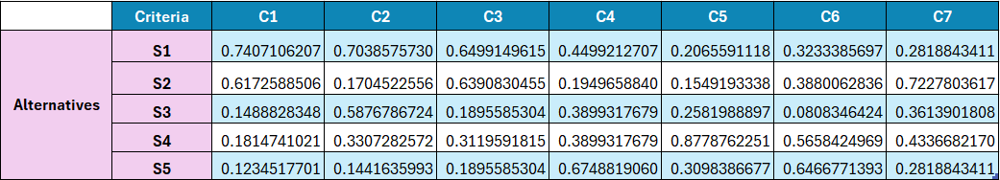 Criteria C1 C2 C3 C4 C5 C6 C7
S1 0.7407106207 0.7038575730 0.6499149615 0.4499212707 0.2065591118 0.3233385697 0.2818843411
S2 0.6172588506 0.1704522556 0.6390830455 0.1949658840 0.1549193338 0.3880062836 0.7227803617
Alternatives S3 0.1488828348 0.5876786724 0.1895585304 0.3899317679 0.2581988897 0.0808346424 0.3613901808
S4 0.1814741021 0.3307282572 0.3119591815 0.3899317679 0.8778762251 0.5658424969 0.4336682170
S5 0.1234517701 0.1441635993 0.1895585304 0.6748819060 0.3098386677 0.6466771393 0.2818843411